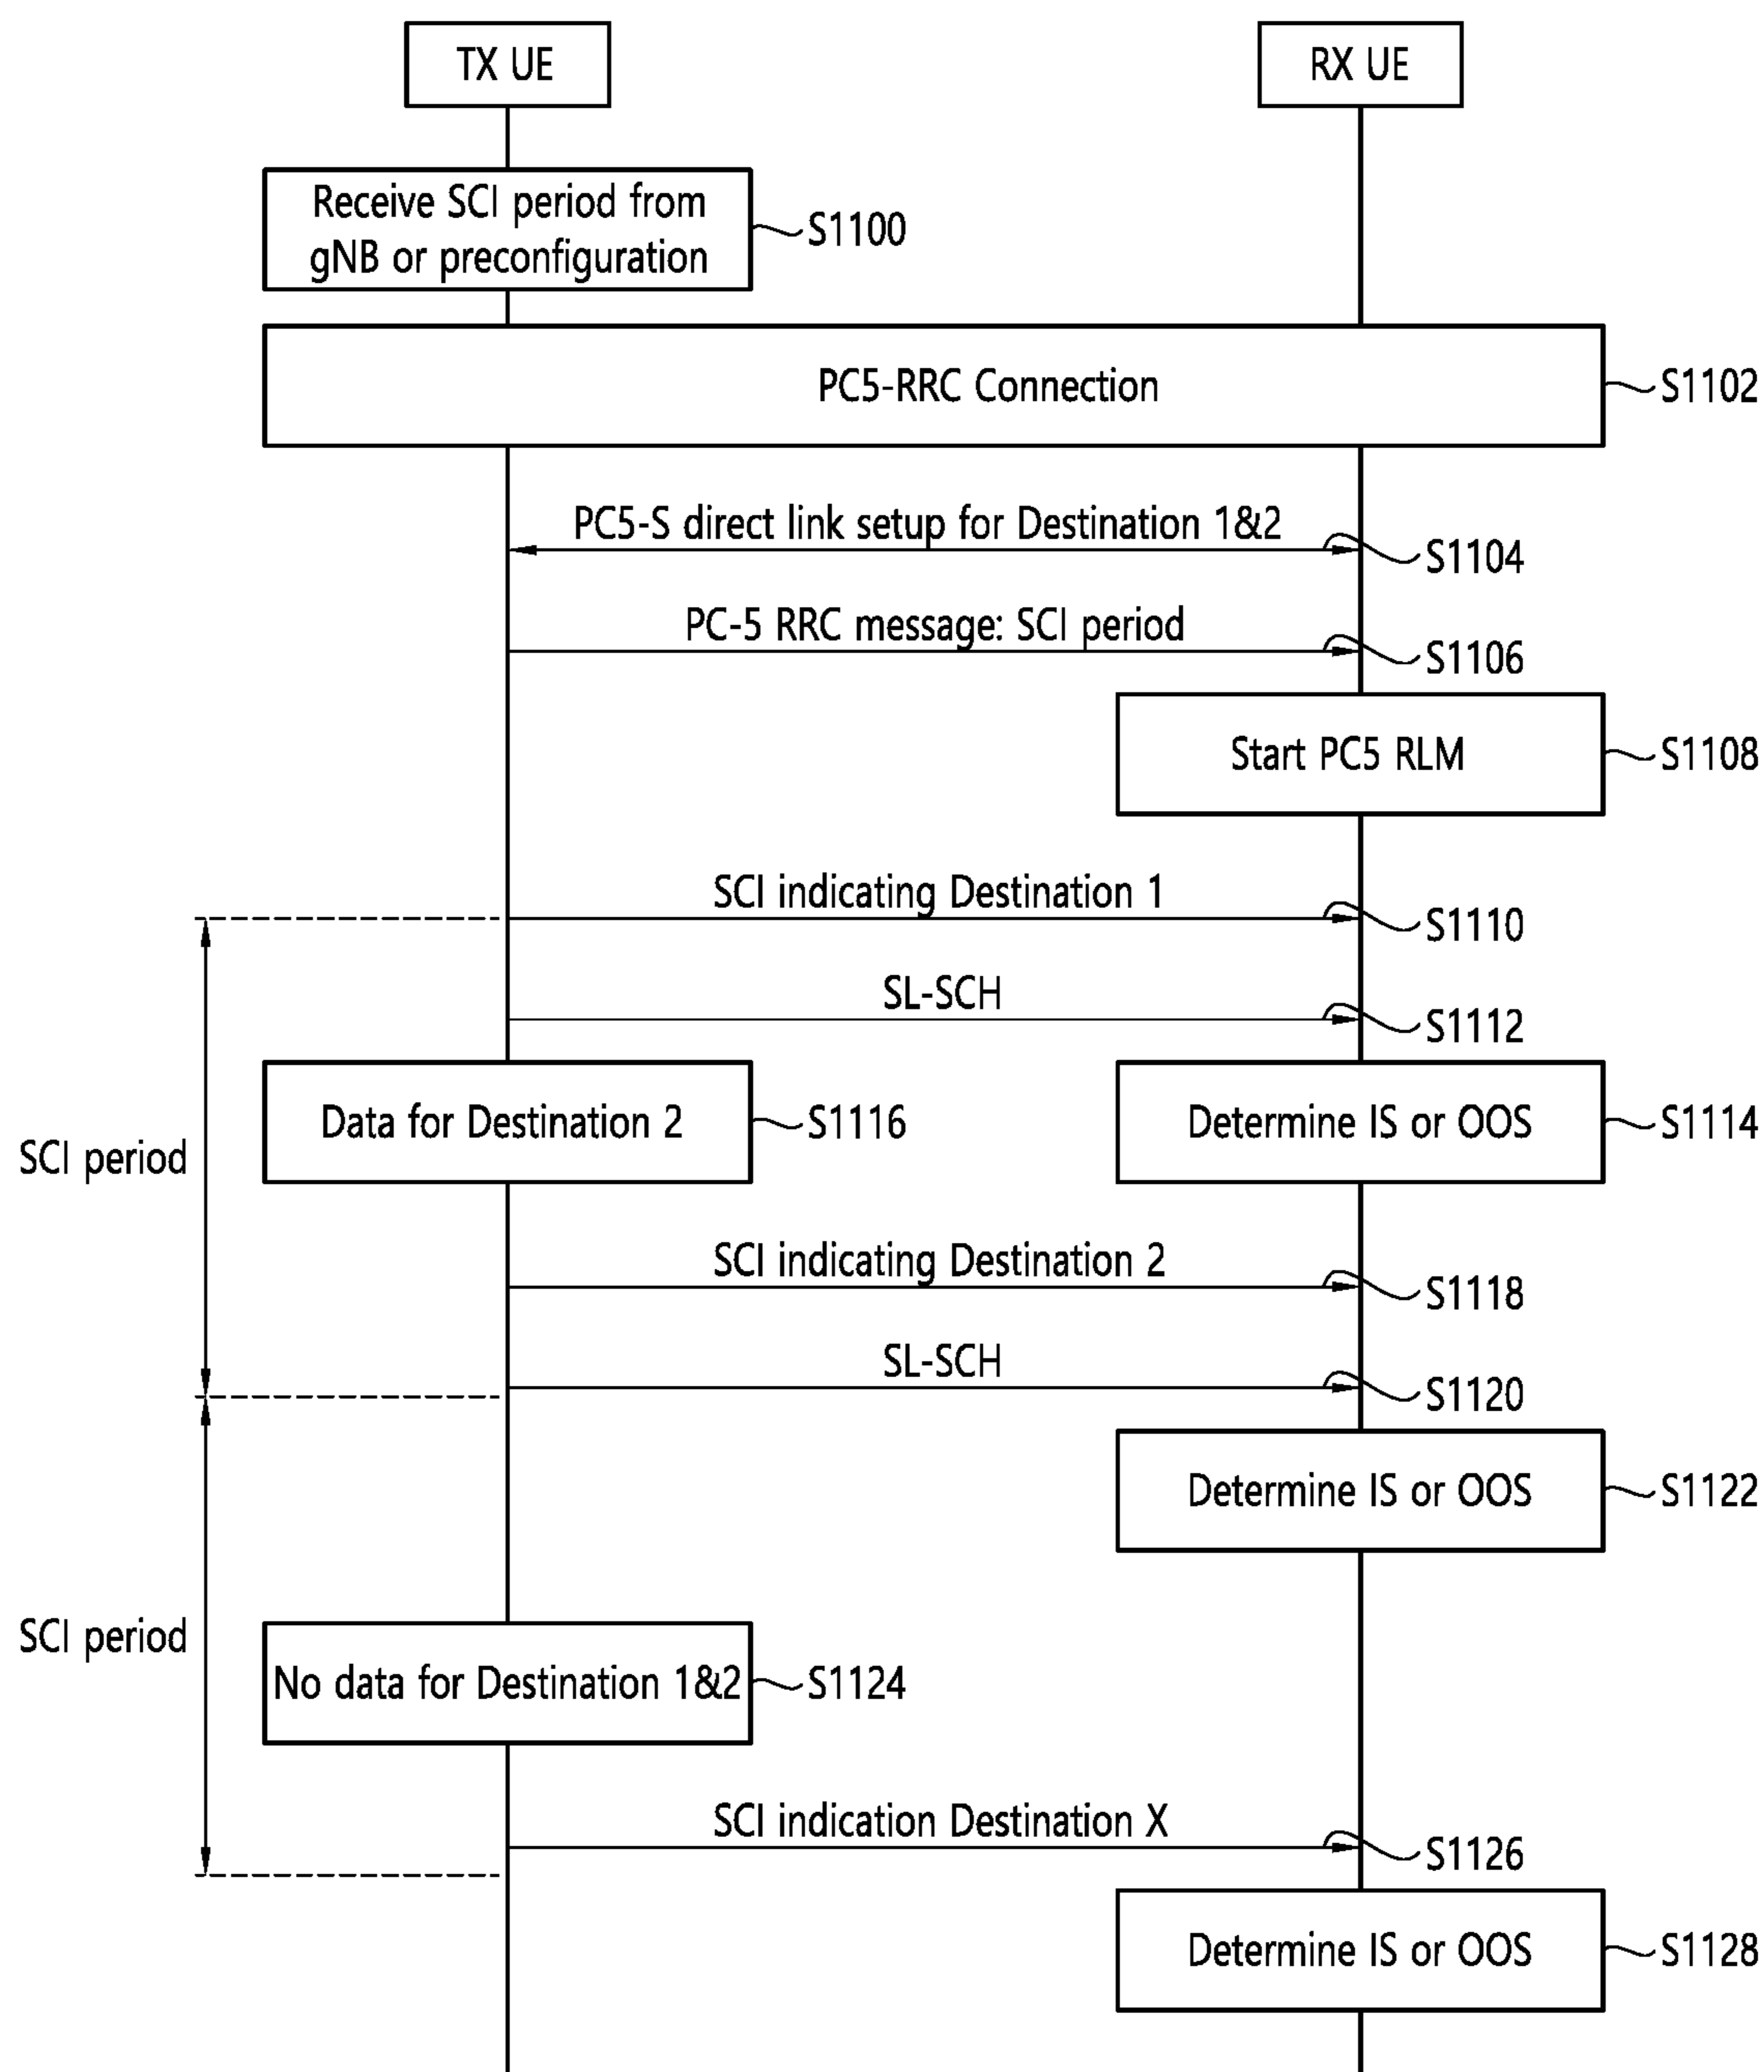 TX UE
RX UE
Receive SCI period from
gNB or preconfiguration
S1100
PC5-RRC Connection
S1102
PC5-S direct link setup for Destination 1&2
S1104
PC-5 RRC message: SCI period
S1106
Start PC5 RLM
S1108
SCI indicating Destination 1
S1110
SL-SCH
S1112
Data for Destination 2
S1116
Determine IS or OOS
S1114
SCI period
SCI indicating Destination 2
S1118
SL-SCH
S1120
Determine IS or OOS
S1122
SCI period
No data for Destination 1&2
S1124
SCI indication Destination X
S1126
Determine IS or OOS
S1128